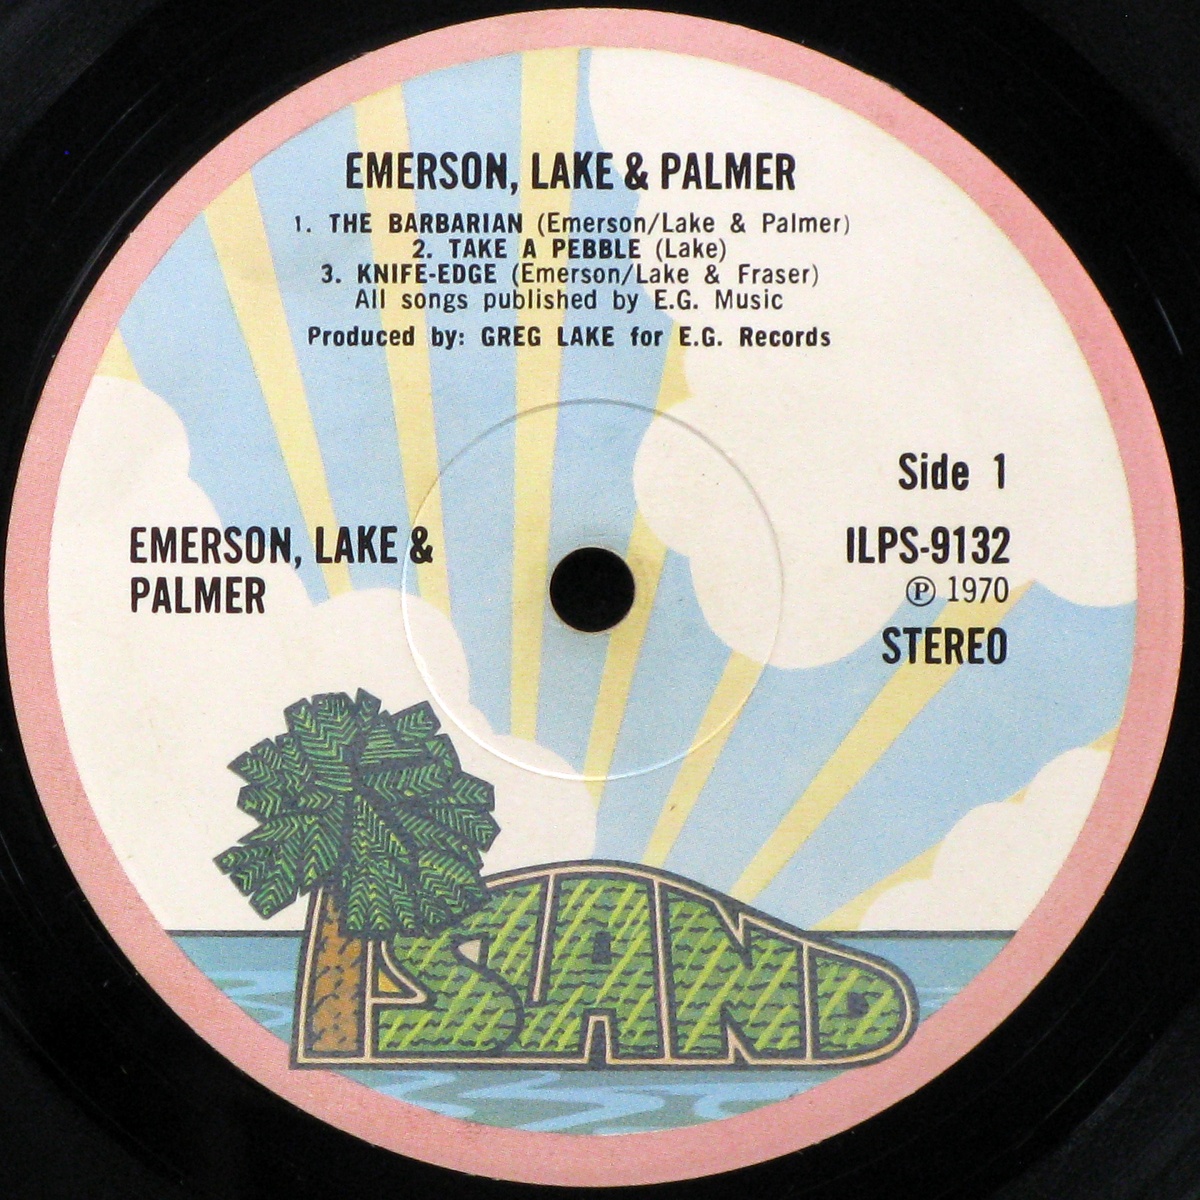 EMERSON, LAKE & PALMER
1. THE BARBARIAN (Emerson/Lake & Palmer)
2. TAKE A PEBBLE (Lake)
3. KNIFE-EDGE (Emerson/Lake & Fraser)
All songs published by E.G. Music
Produced by: GREG LAKE for E.G. Records
Side 1
EMERSON, LAKE &
PALMER
ILPS-9132
℗ 1970
STEREO
ISLAND